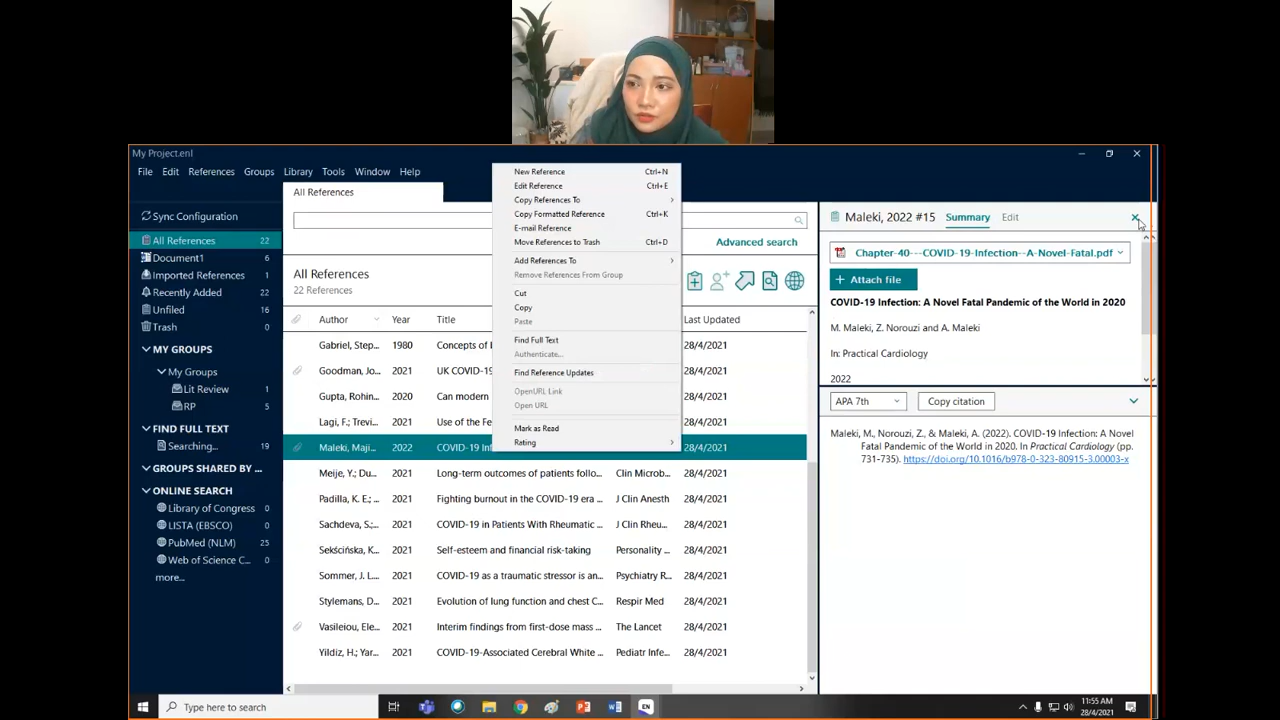 My Project.enl
File Edit References Groups Library Tools Window Help
Sync Configuration
All References 22
Document1 6
Imported References 22
Recently Added 22
Unfiled 16
Trash
MY GROUPS
My Groups
Lit Review 1
RP 5
FIND FULL TEXT
Searching... 19
GROUPS SHARED BY ...
ONLINE SEARCH
Library of Congress 0
LISTA (EBSCO) 0
PubMed (NLM) 25
Web of Science C... 0
more...
All References
Advanced search
All References
22 References
Author Year Title Last Updated
Gabriel, Step... 1980 Concepts of 28/4/2021
Goodman, Jo... 2021 UK COVID-19 28/4/2021
Gupta, Rohin... 2020 Can modern 28/4/2021
Lagi, F.; Trevi... 2021 Use of the Fe 28/4/2021
Maleki, Maji... 2022 COVID-19 Inf 28/4/2021
Meije, Y.; Du... 2021 Long-term outcomes of patients follo... Clin Microb... 28/4/2021
Padilla, K. E.;... 2021 Fighting burnout in the COVID-19 era ... J Clin Anesth 28/4/2021
Sachdeva, S.;... 2021 COVID-19 in Patients With Rheumatic ... J Clin Rheu... 28/4/2021
Sekścińska, K... 2021 Self-esteem and financial risk-taking Personality ... 28/4/2021
Sommer, J. L... 2021 COVID-19 as a traumatic stressor is an... Psychiatry R... 28/4/2021
Stylemans, D... 2021 Evolution of lung function and chest C... Respir Med 28/4/2021
Vasileiou, Ele... 2021 Interim findings from first-dose mass ... The Lancet 28/4/2021
Yildiz, H.; Yar... 2021 COVID-19-Associated Cerebral White ... Pediatr Infe... 28/4/2021
New Reference Ctrl+N
Edit Reference Ctrl+E
Copy References To
Copy Formatted Reference Ctrl+K
E-mail Reference
Move References to Trash Ctrl+D
Add References To
Remove References From Group
Cut
Copy
Paste
Find Full Text
Authenticate...
Find Reference Updates
OpenURL Link
Open URL
Mark as Read
Rating
Maleki, 2022 #15 Summary Edit
Chapter-40---COVID-19-Infection--A-Novel-Fatal.pdf
+ Attach file
COVID-19 Infection: A Novel Fatal Pandemic of the World in 2020
M. Maleki, Z. Norouzi and A. Maleki
In: Practical Cardiology
2022
APA 7th Copy citation
Maleki, M., Norouzi, Z., & Maleki, A. (2022). COVID-19 Infection: A Novel
Fatal Pandemic of the World in 2020. In Practical Cardiology (pp.
731-735). https://doi.org/10.1016/b978-0-323-80915-3.00003-x
Type here to search
EN
11:55 AM
28/4/2021